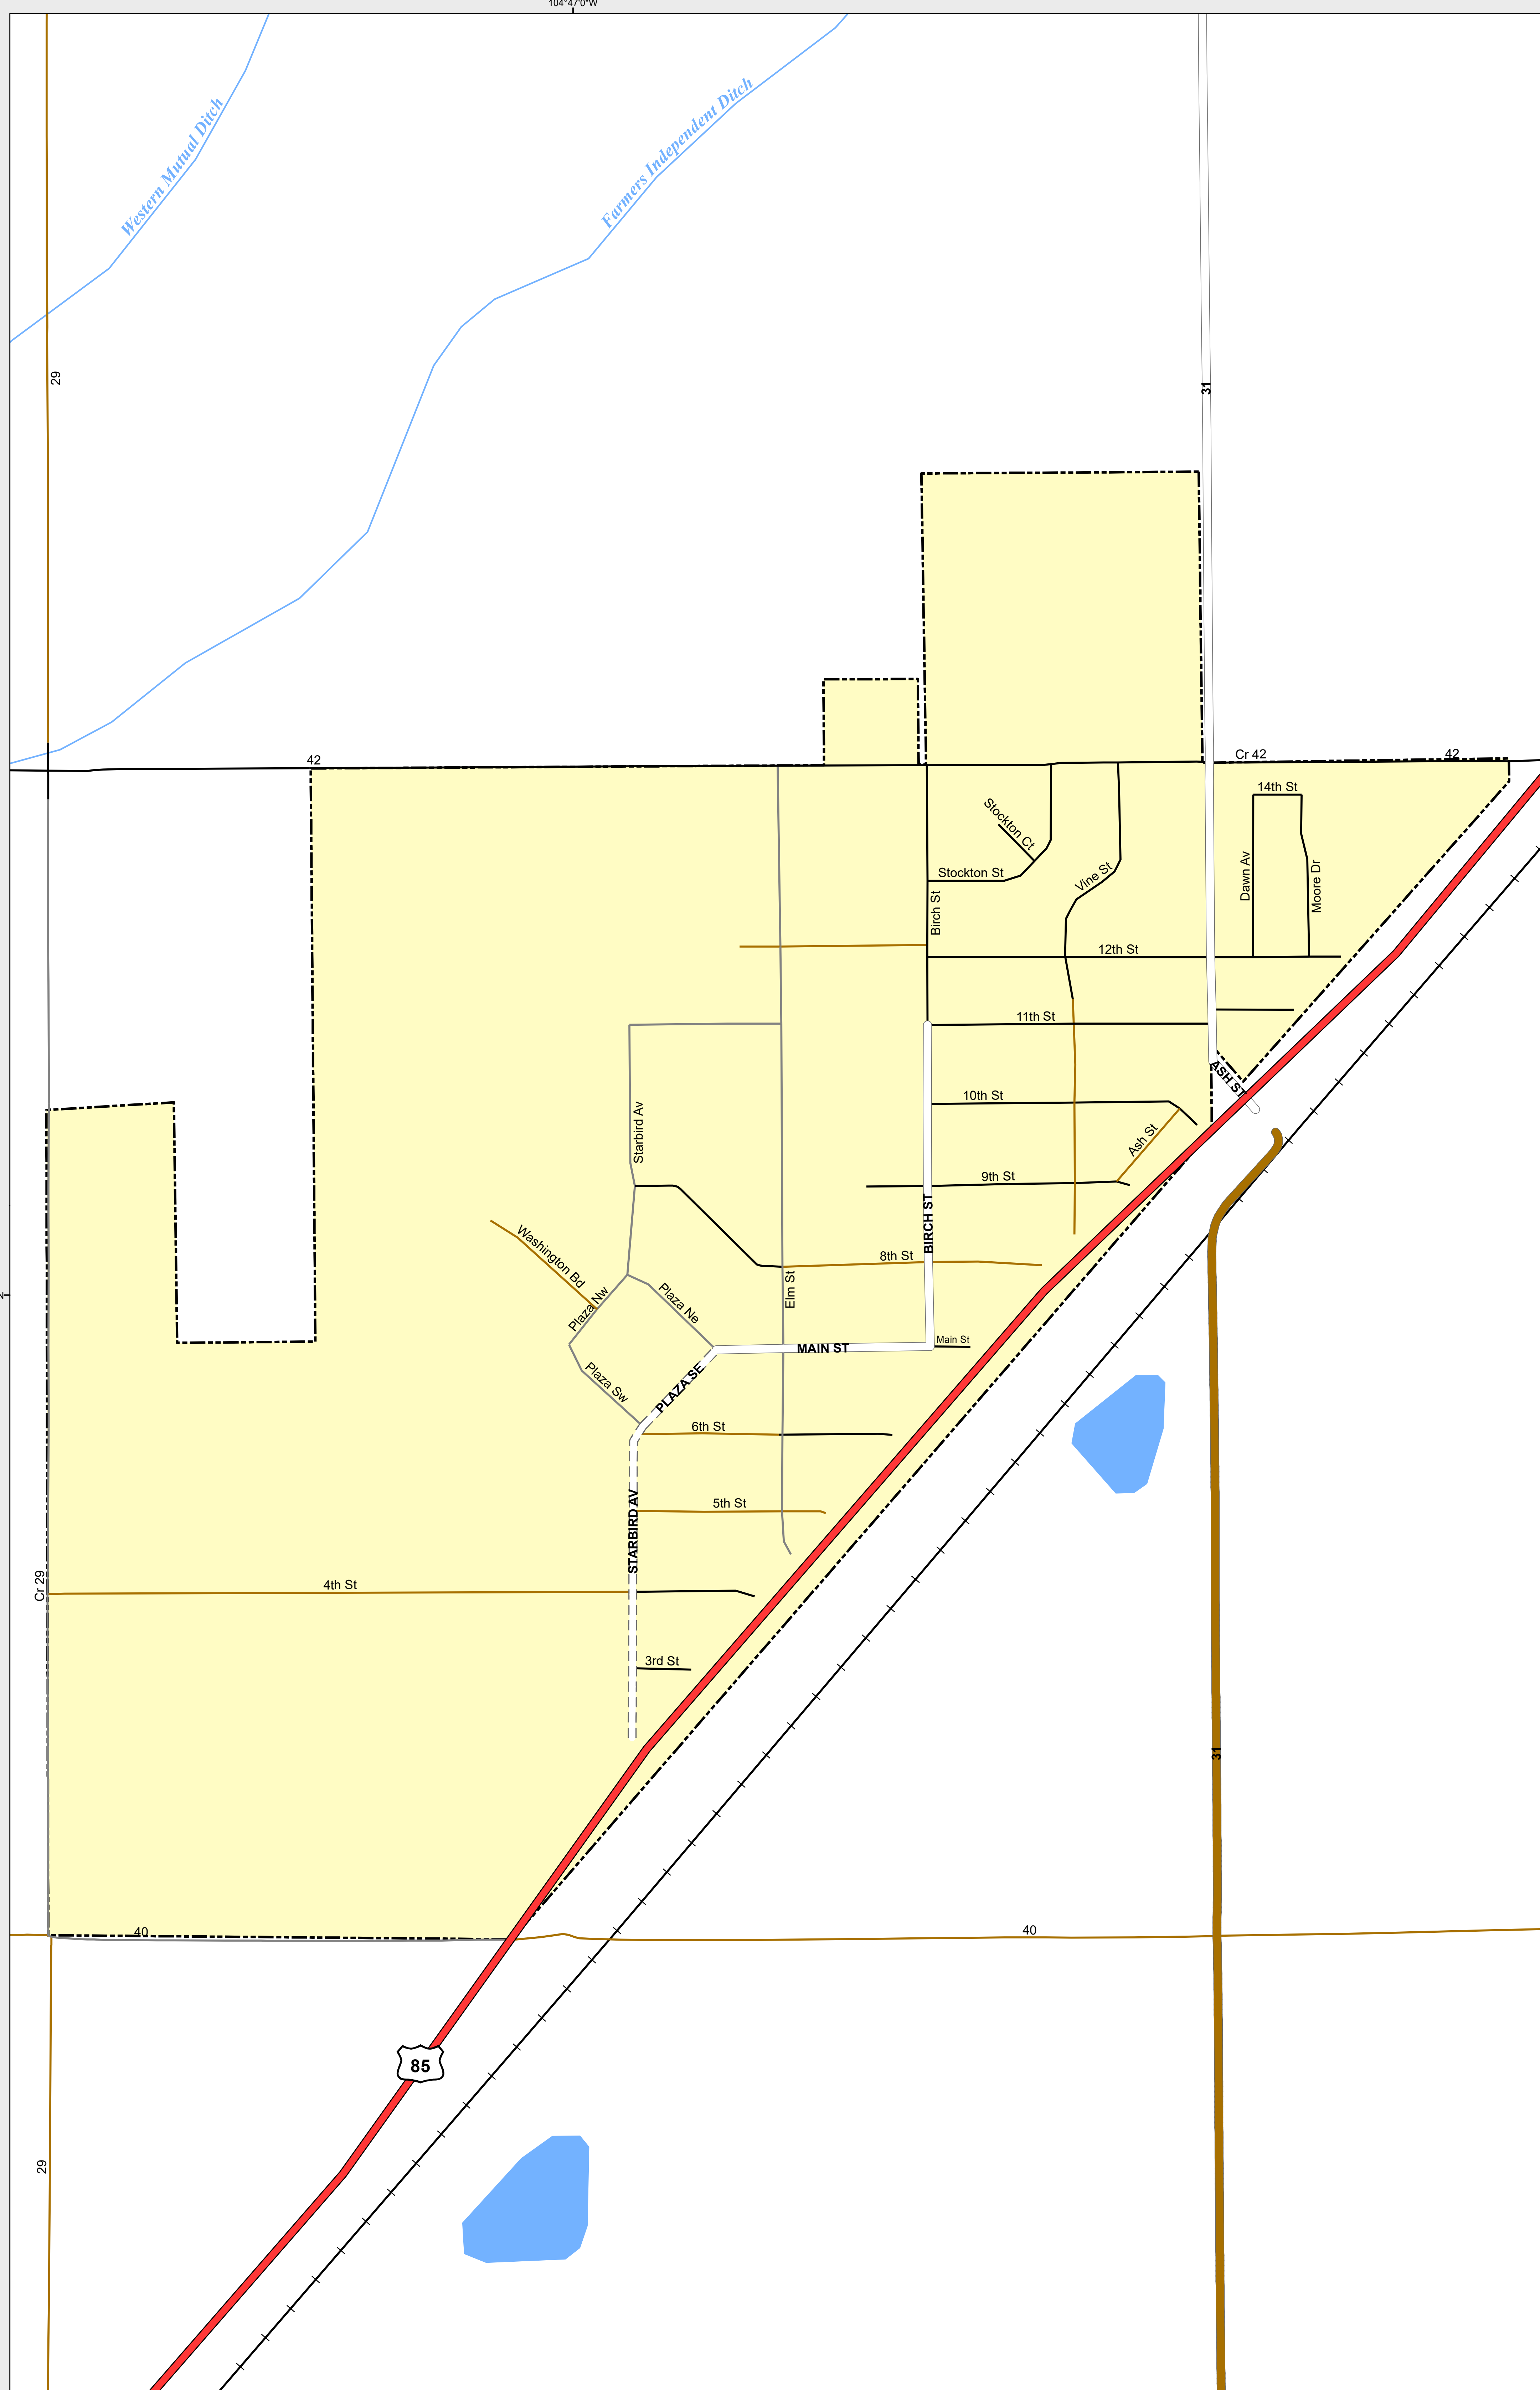 104°47'0"W
Western Mutual Ditch
Farmers Independent Ditch
29
31
42
Cr 42
42
14th St
Stockton Ct
Stockton St
Vine St
Dawn Av
Moore Dr
Birch St
12th St
11th St
ASH ST
10th St
Starbird Av
Ash St
9th St
BIRCH ST
Washington Bd
8th St
Elm St
Plaza Nw
Plaza Ne
Main St
MAIN ST
PLAZA SE
Plaza Sw
6th St
5th St
STARBIRD AV
Cr 29
4th St
3rd St
31
40
40
85
29